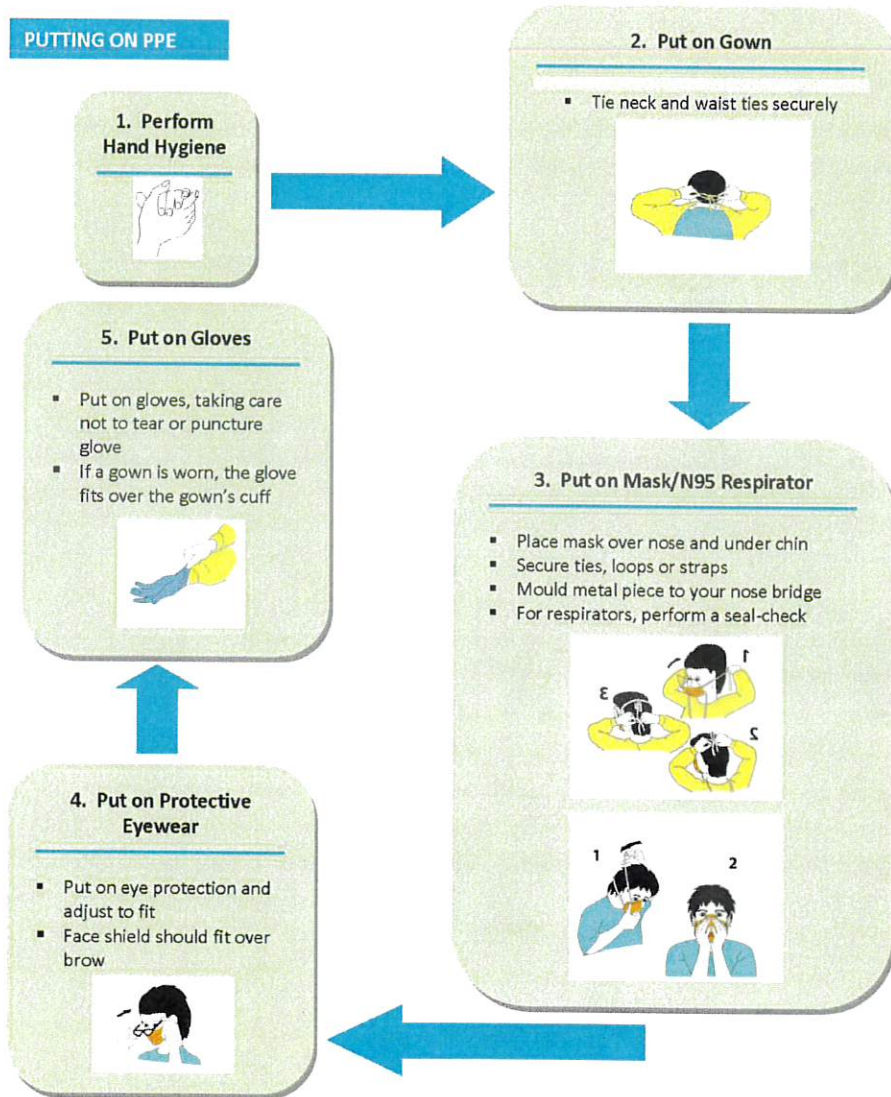 PUTTING ON PPE
1. Perform
Hand Hygiene
2. Put on Gown
▪ Tie neck and waist ties securely
3. Put on Mask/N95 Respirator
▪ Place mask over nose and under chin
▪ Secure ties, loops or straps
▪ Mould metal piece to your nose bridge
▪ For respirators, perform a seal-check
1
3
2
1
2
4. Put on Protective
Eyewear
▪ Put on eye protection and
adjust to fit
▪ Face shield should fit over
brow
5. Put on Gloves
▪ Put on gloves, taking care
not to tear or puncture
glove
▪ If a gown is worn, the glove
fits over the gown's cuff